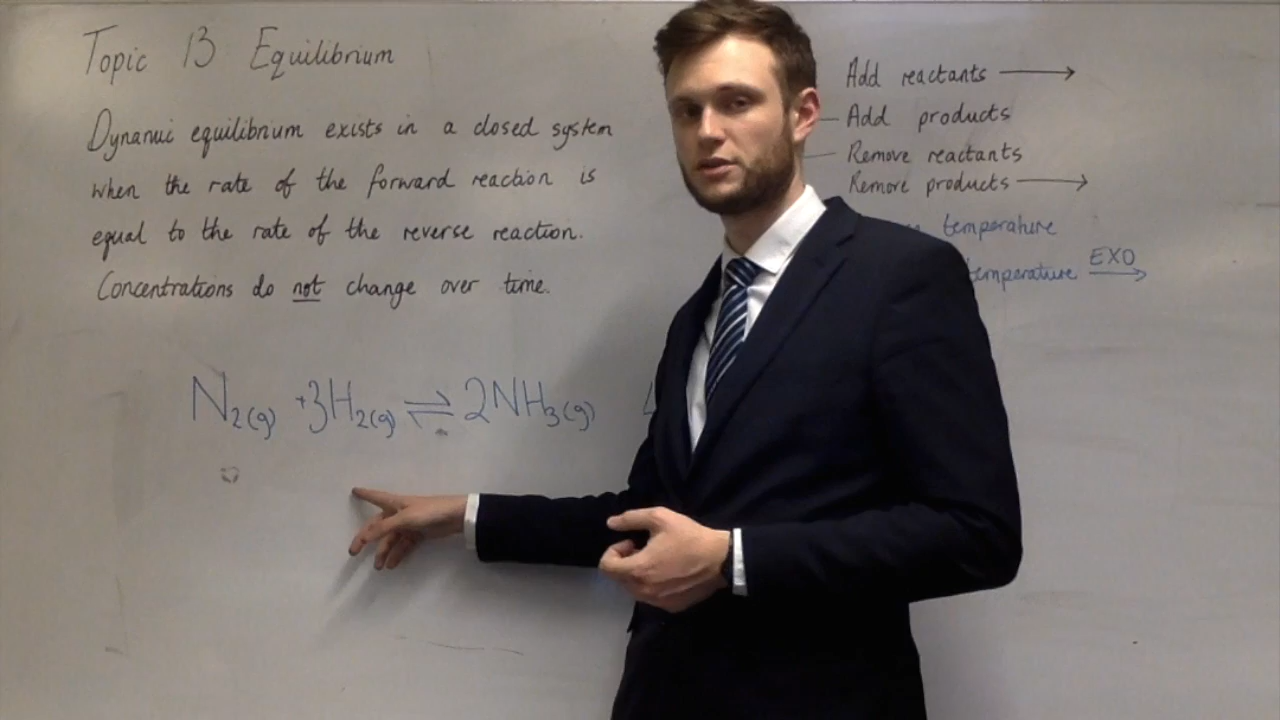 Topic 13 Equilibrium
Dynamic equilibrium exists in a closed system
when the rate of the forward reaction is
equal to the rate of the reverse reaction.
Concentrations do not change over time.
N2(g) +3H2(g) ⇌ 2NH3(g)
Add reactants →
Add products
Remove reactants
Remove products →
temperature
temperature EXO →